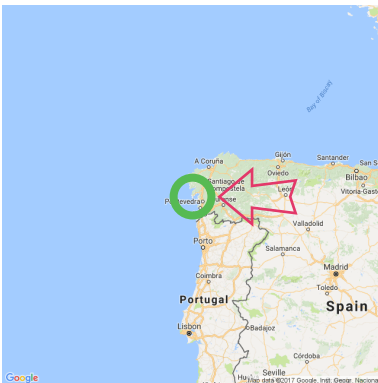 Bay of Biscay
A Coruña
Gijón
Santander
Oviedo
Bilbao
Santiago de
León
Vitoria-Gasteiz
Pontevedra
Valladolid
Porto
Salamanca
Coimbra
Madrid
Toledo
Portugal
Spain
Lisbon
Badajoz
Córdoba
Seville
Google
Map data ©2017 Google, Inst. Geogr. Nacional